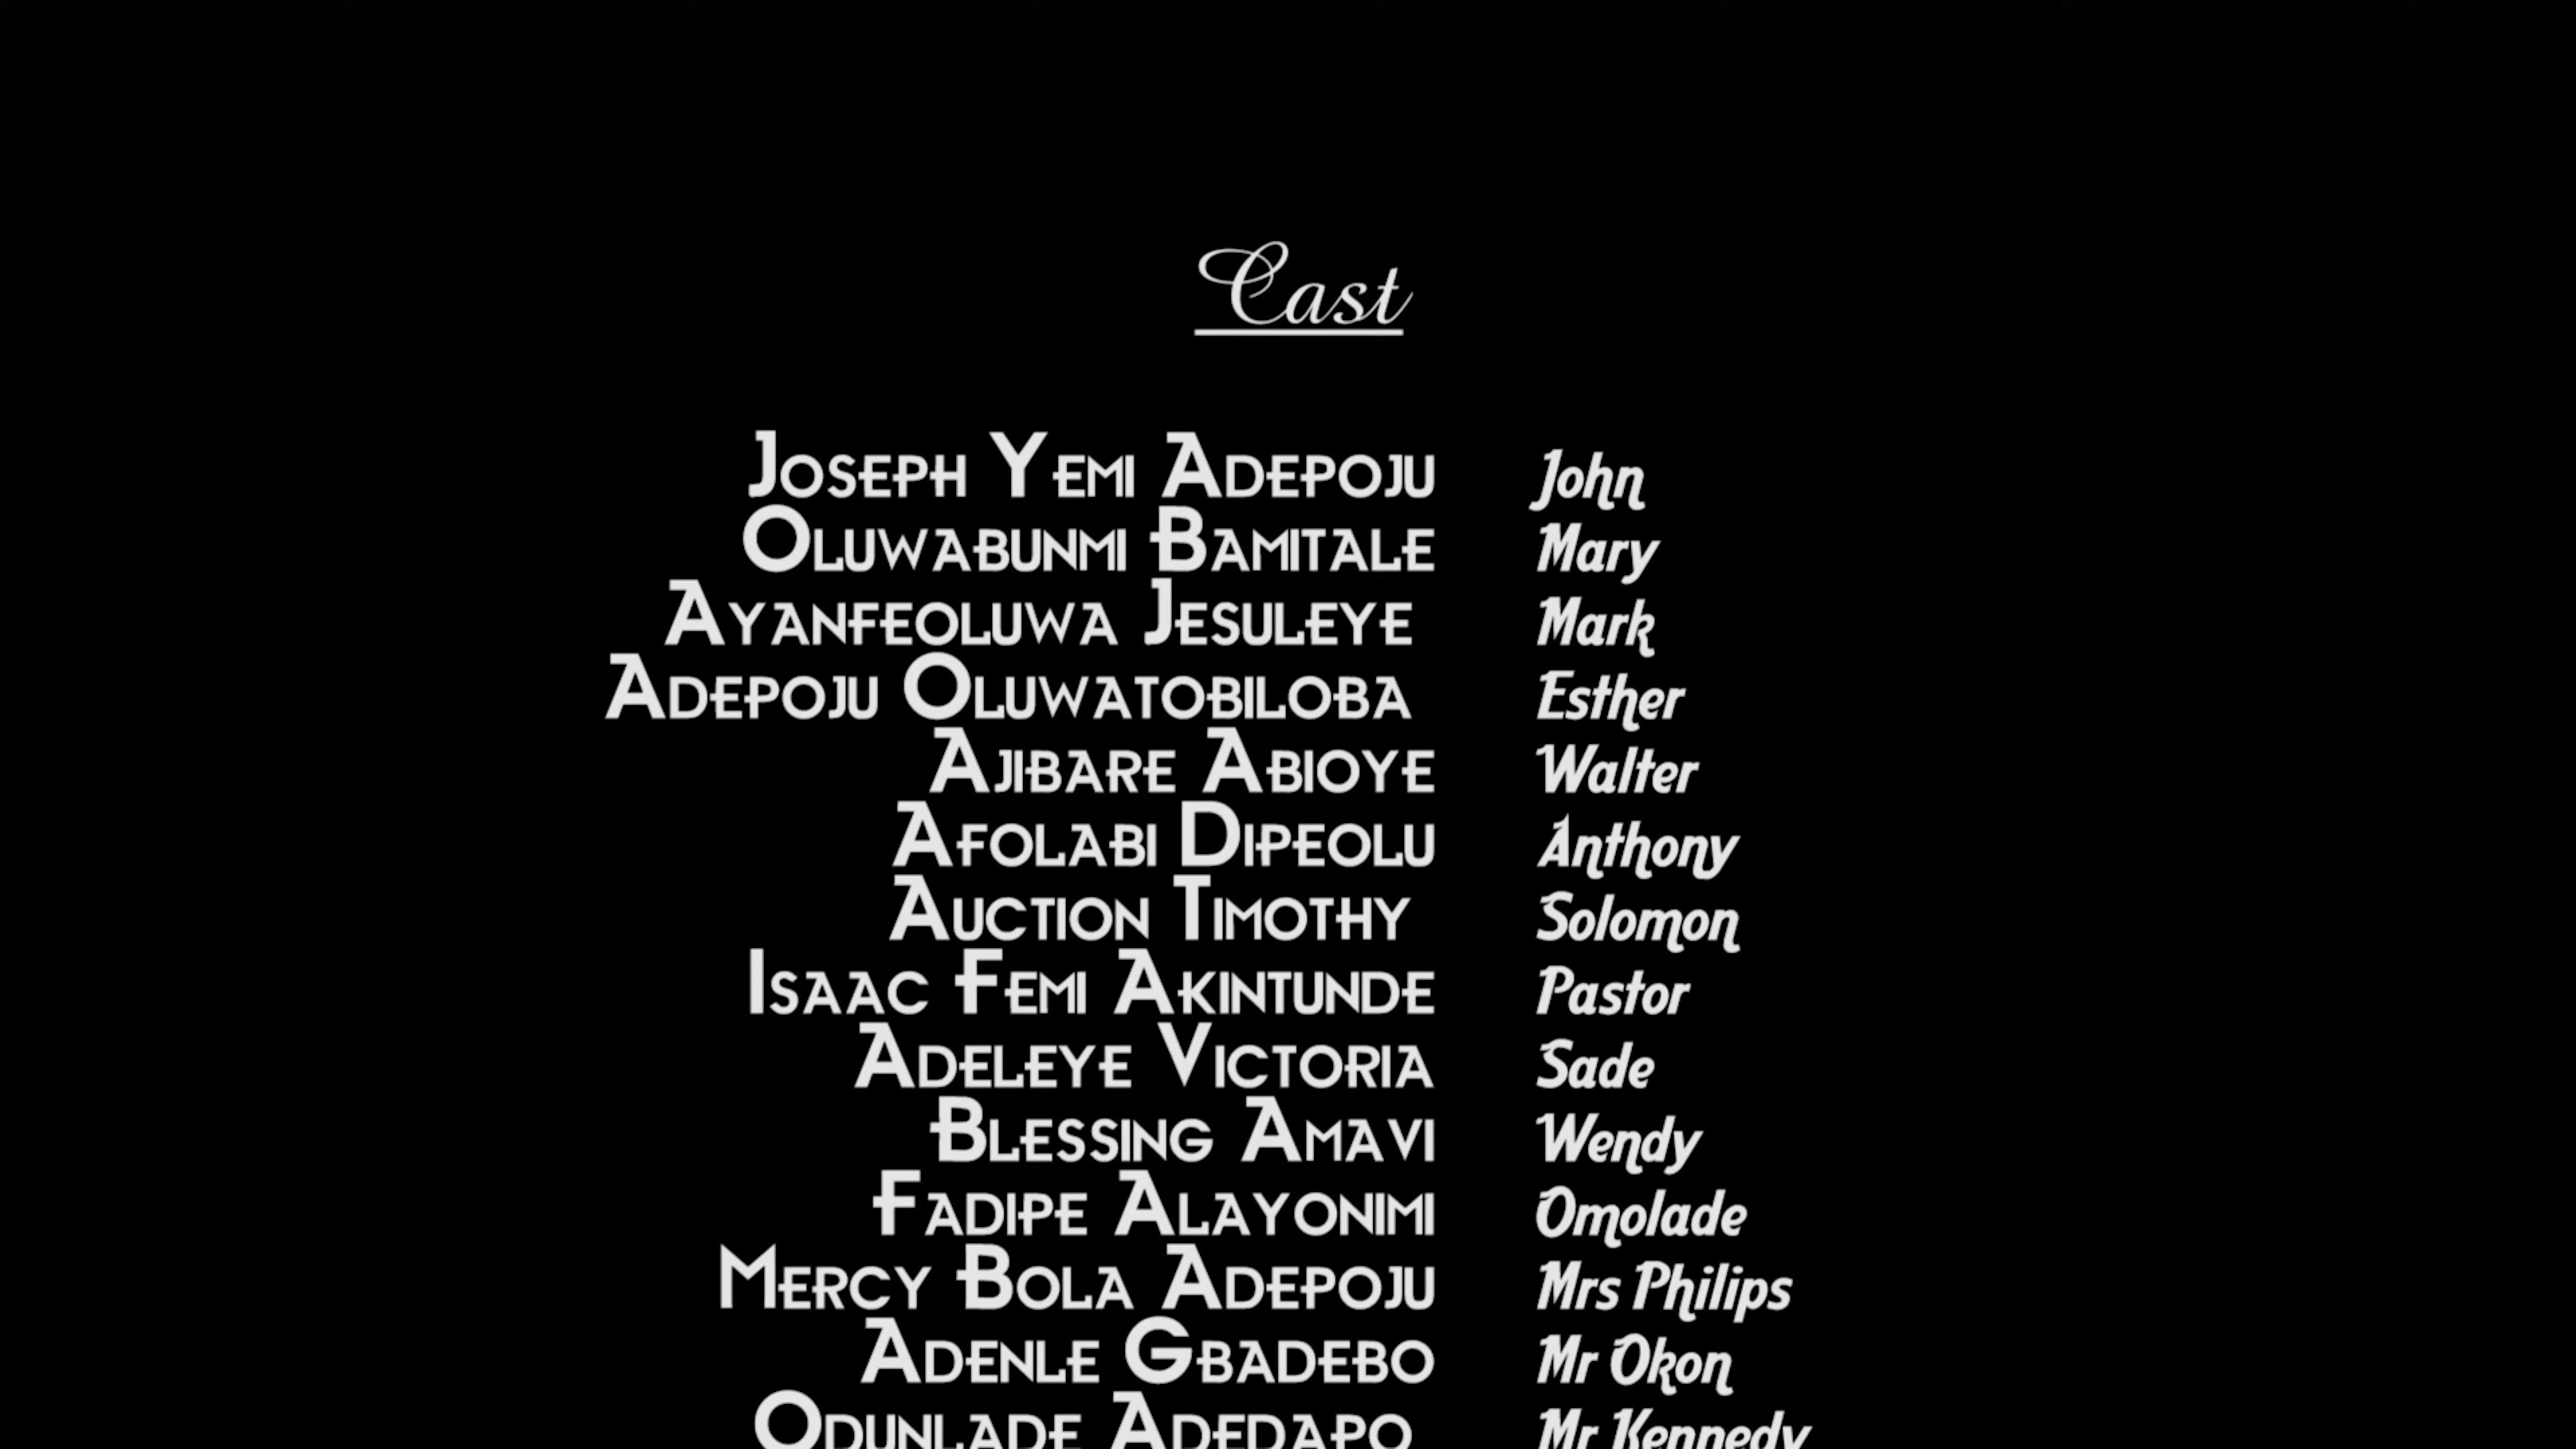 Cast
Joseph Yemi Adepoju John
Oluwabunmi Bamitale Mary
Ayanfeoluwa Jesuleye Mark
Adepoju Oluwatobiloba Esther
Ajibare Abioye Walter
Afolabi Dipeolu Anthony
Auction Timothy Solomon
Isaac Femi Akintunde Pastor
Adeleye Victoria Sade
Blessing Amavi Wendy
Fadipe Alayonimi Omolade
Mercy Bola Adepoju Mrs Philips
Adenle Gbadebo Mr Okon
Odunlade Adedapo Mr Kennedy